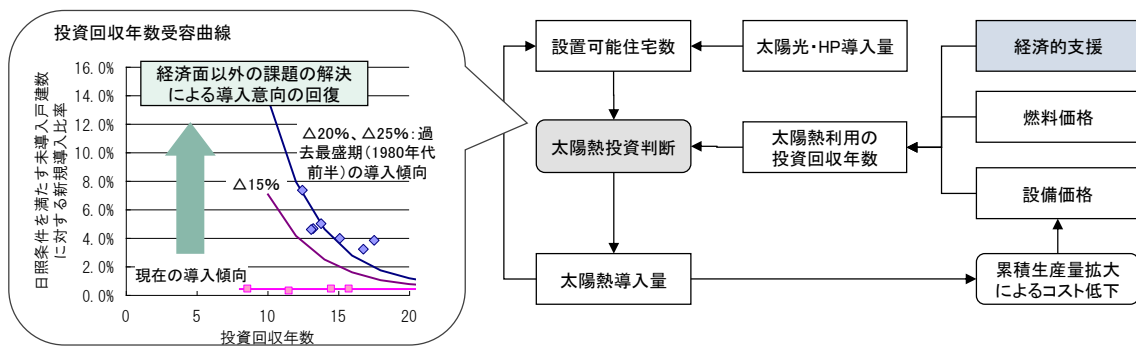 投資回収年数受容曲線
日照条件を満たす未導入戸建数
に対する新規導入比率
16.0%
14.0%
12.0%
10.0%
8.0%
6.0%
4.0%
2.0%
0.0%
経済面以外の課題の解決
による導入意向の回復
△20%、△25%：過
去最盛期(1980年代
前半)の導入傾向
△15%
現在の導入傾向
0
5
10
15
20
投資回収年数
設置可能住宅数
太陽光・HP導入量
経済的支援
燃料価格
太陽熱投資判断
太陽熱利用の
投資回収年数
設備価格
太陽熱導入量
累積生産量拡大
によるコスト低下